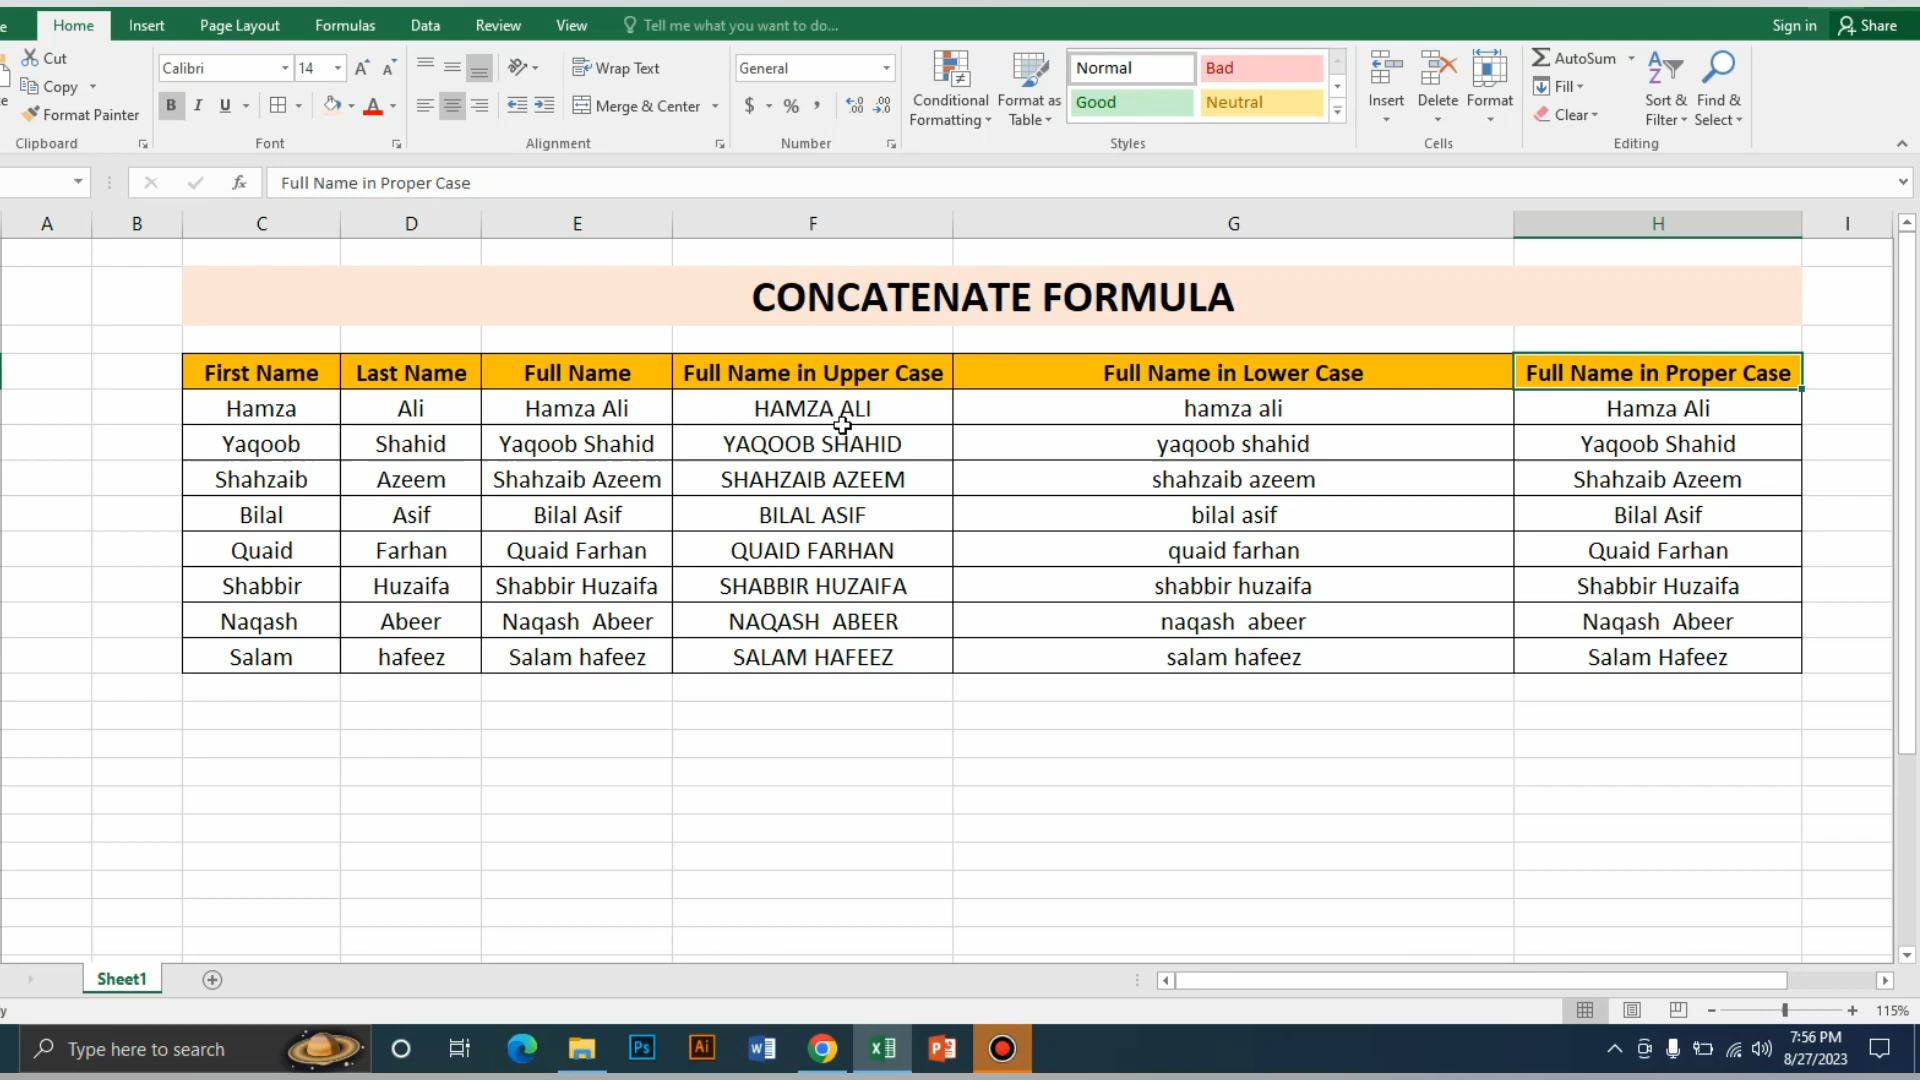 e Home Insert Page Layout Formulas Data Review View Tell me what you want to do... Sign in Share
Cut Calibri 14 A A Wrap Text General Normal Bad AutoSum
Copy Fill
e B I U A Merge & Center $ % , Conditional Format as Good Neutral Insert Delete Format Sort & Find &
Format Painter Formatting Table Clear Filter Select
Clipboard Font Alignment Number Styles Cells Editing
fx Full Name in Proper Case
A B C D E F G H I
CONCATENATE FORMULA
First Name Last Name Full Name Full Name in Upper Case Full Name in Lower Case Full Name in Proper Case
Hamza Ali Hamza Ali HAMZA ALI hamza ali Hamza Ali
Yaqoob Shahid Yaqoob Shahid YAQOOB SHAHID yaqoob shahid Yaqoob Shahid
Shahzaib Azeem Shahzaib Azeem SHAHZAIB AZEEM shahzaib azeem Shahzaib Azeem
Bilal Asif Bilal Asif BILAL ASIF bilal asif Bilal Asif
Quaid Farhan Quaid Farhan QUAID FARHAN quaid farhan Quaid Farhan
Shabbir Huzaifa Shabbir Huzaifa SHABBIR HUZAIFA shabbir huzaifa Shabbir Huzaifa
Naqash Abeer Naqash  Abeer NAQASH  ABEER naqash  abeer Naqash  Abeer
Salam hafeez Salam hafeez SALAM HAFEEZ salam hafeez Salam Hafeez
Sheet1
y 115%
Type here to search Ps Ai 7:56 PM
8/27/2023